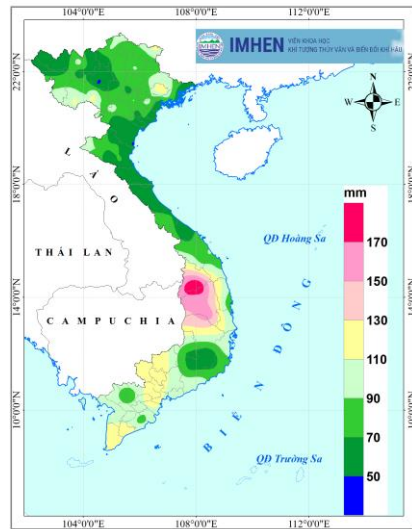 104°0'0"E
108°0'0"E
112°0'0"E
IMHEN
VIỆN KHOA HỌC
KHÍ TƯỢNG THỦY VĂN VÀ BIẾN ĐỔI KHÍ HẬU
22°0'0"N
N
W
E
S
LÀO
18°0'0"N
mm
QĐ Hoàng Sa
THÁI LAN
170
150
14°0'0"N
CAMPUCHIA
130
110
BIỂN ĐÔNG
90
10°0'0"N
70
QĐ Trường Sa
50
104°0'0"E
108°0'0"E
112°0'0"E